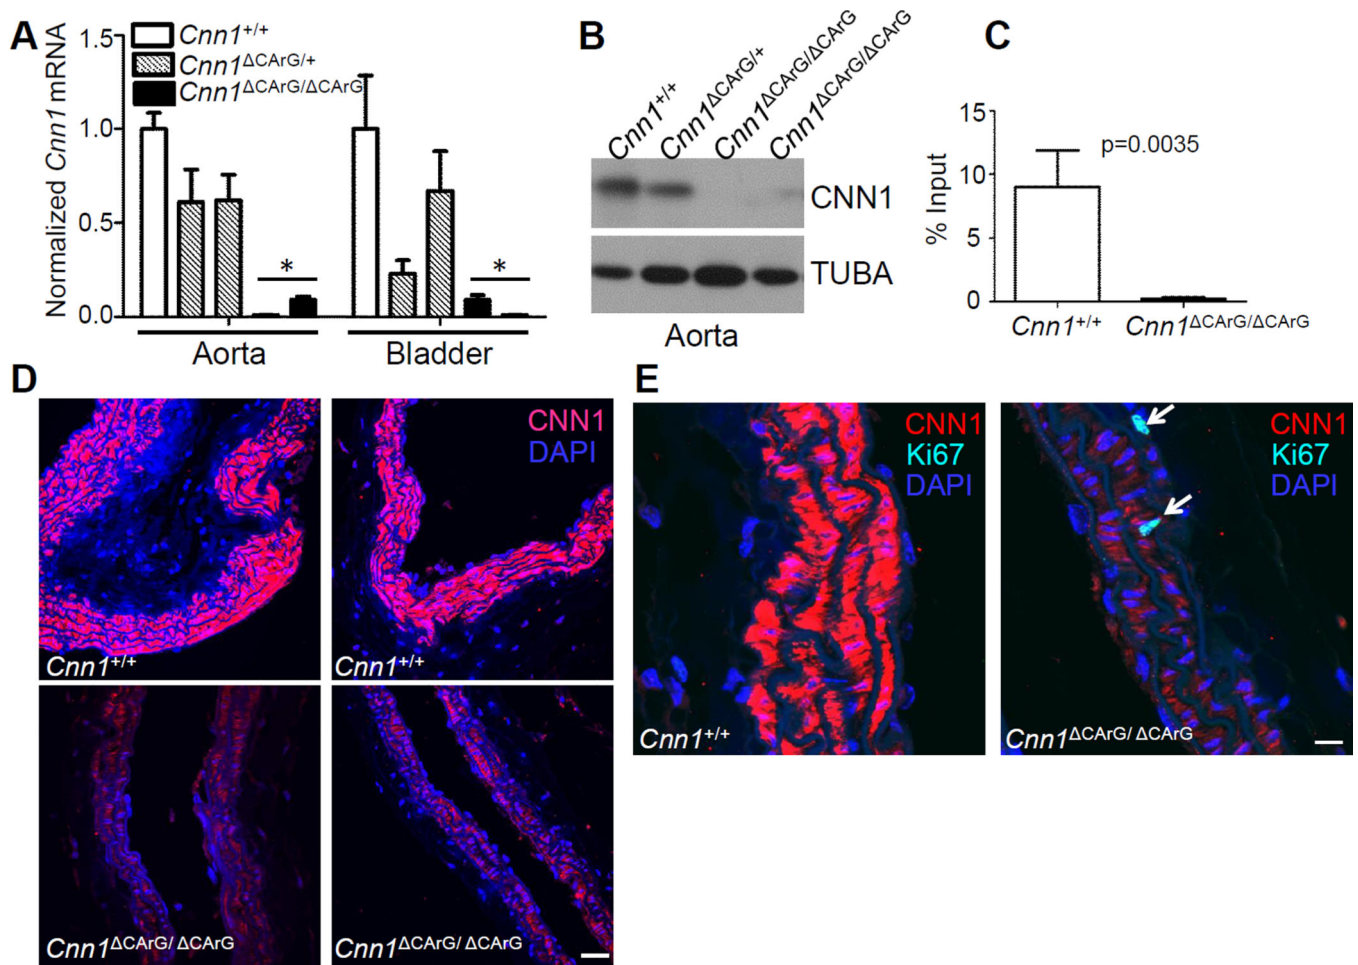 A
Normalized Cnn1 mRNA
1.5
1.0
0.5
0.0
Cnn1+/+
Cnn1ΔCArG/+
Cnn1ΔCArG/ΔCArG
*
*
Aorta
Bladder
B
Cnn1+/+
Cnn1ΔCArG/+
Cnn1ΔCArG/ΔCArG
Cnn1ΔCArG/ΔCArG
CNN1
TUBA
Aorta
C
% Input
15
10
5
0
p=0.0035
Cnn1+/+
Cnn1ΔCArG/ΔCArG
D
CNN1
DAPI
Cnn1+/+
Cnn1+/+
Cnn1ΔCArG/ ΔCArG
Cnn1ΔCArG/ ΔCArG
E
CNN1
Ki67
DAPI
Cnn1+/+
CNN1
Ki67
DAPI
Cnn1ΔCArG/ ΔCArG